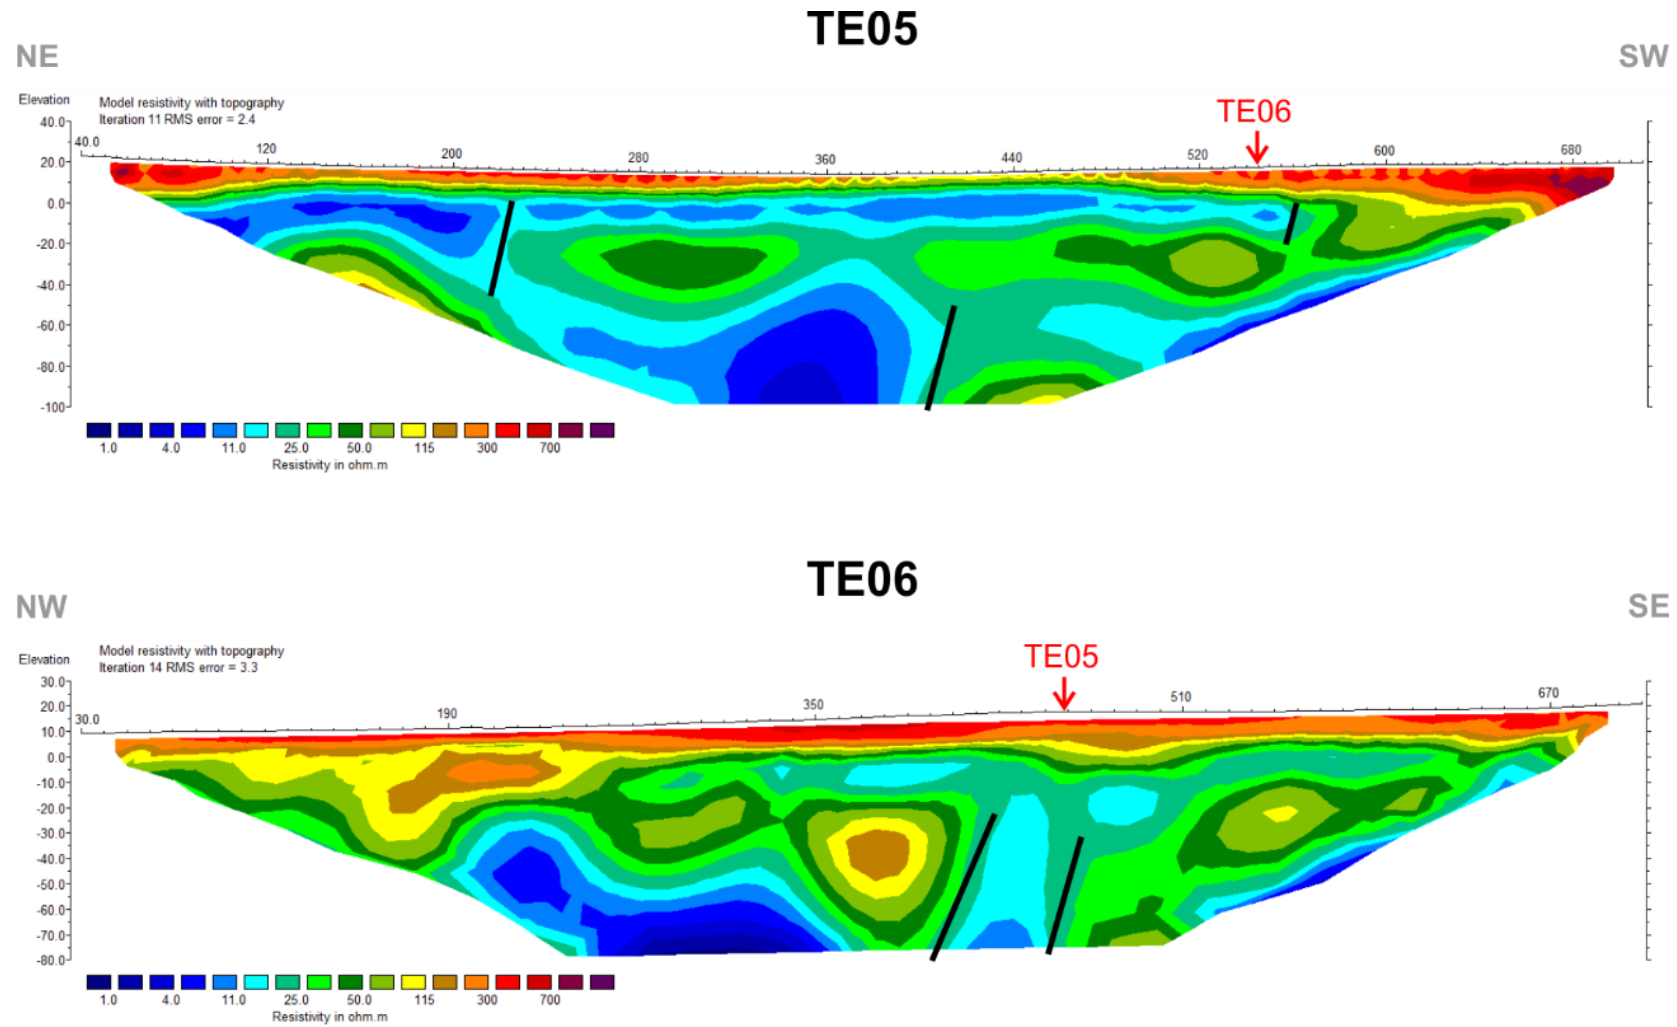 TE05
NE
SW
Elevation
Model resistivity with topography
Iteration 11 RMS error = 2.4
TE06
40.0
40.0
120
200
280
360
440
520
600
680
20.0
0.0
-20.0
-40.0
-60.0
-80.0
-100
1.0 4.0 11.0 25.0 50.0 115 300 700
Resistivity in ohm.m
TE06
NW
SE
Elevation
Model resistivity with topography
Iteration 14 RMS error = 3.3
TE05
30.0
30.0
190
350
510
670
20.0
10.0
0.0
-10.0
-20.0
-30.0
-40.0
-50.0
-60.0
-70.0
-80.0
1.0 4.0 11.0 25.0 50.0 115 300 700
Resistivity in ohm.m